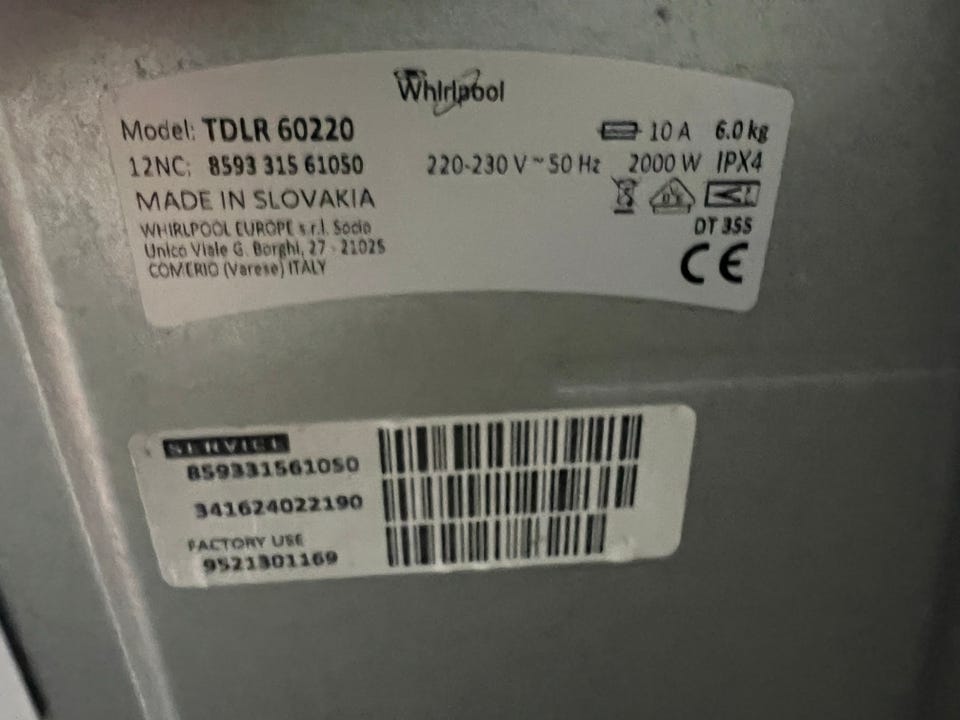 Whirlpool
Model: TDLR 60220
10 A 6.0 kg
12NC: 8593 315 61050
220-230 V ~ 50 Hz 2000 W IPX4
MADE IN SLOVAKIA
WHIRLPOOL EUROPE s.r.l. Socio
DT 355
Unico Viale G. Borghi, 27 - 21025
COMERIO (Varese) ITALY
CE
SERVICE
859331561050
341624022190
FACTORY USE
9521301169